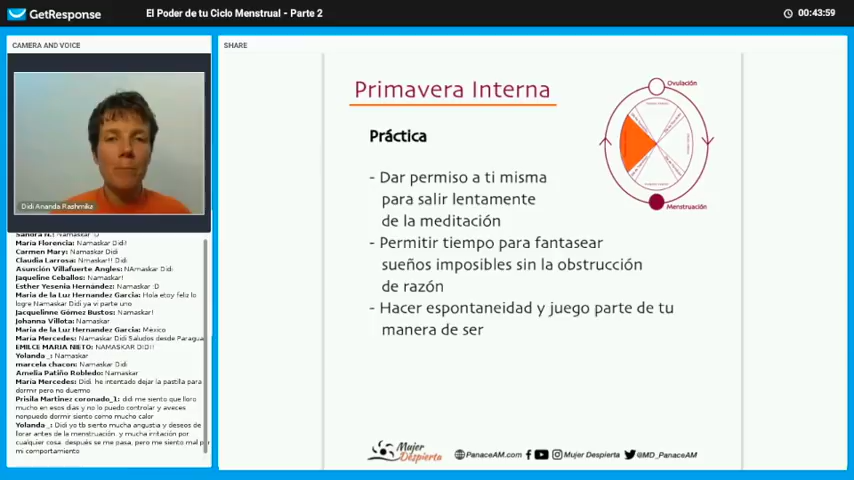 GetResponse
El Poder de tu Ciclo Menstrual - Parte 2
00:43:59
CAMERA AND VOICE
Didi Ananda Rashmika
Sandra N.: Namaskar :D
María Florencia: Namaskar Didi!
Carmen Mary: Namaskar Didi
Claudia Larrosa: Nmaskar!! Didi
Asunción Villafuerte Angles: NAmaskar Didi
Jaqueline Ceballos: Namaskar!
Esther Yesenia Hernández: Namaskar :D
Maria de la Luz Hernandez Garcia: Hola etoy feliz lo
logre Namaskar Didi ya vi parte uno
Jacquelinne Gómez Bustos: Namaskar!
Johanna Villota: Namaskar
Maria de la Luz Hernandez Garcia: México
María Mercedes: Namaskar Didi Saludos desde Paragua
EMILCE MARIA NIETO: NAMASKAR DIDI!!
Yolanda _: Namaskar
marcela chacon: Namaskar Didi
Amelia Patiño Robledo: Namaskar
María Mercedes: Didi, he intentado dejar la pastilla para
dormir pero no duermo
Prisila Martinez coronado_1: didi me siento que lloro
mucho en esos dias y no lo puedo controlar y aveces
nonpuedo dormir siento como mucho calor
Yolanda _: Didi yo tb siento mucha angustia y deseos de
llorar antes de la menstruación. y mucha irritación por
cualquier cosa. después se me pasa, pero me siento mal por
mi comportamiento
SHARE
Primavera Interna
Práctica
- Dar permiso a ti misma
para salir lentamente
de la meditación
- Permitir tiempo para fantasear
sueños imposibles sin la obstrucción
de razón
- Hacer espontaneidad y juego parte de tu
manera de ser
Ovulación
Menstruación
Mujer
Despierta
PanaceAM.com
Mujer Despierta
@MD_PanaceAM